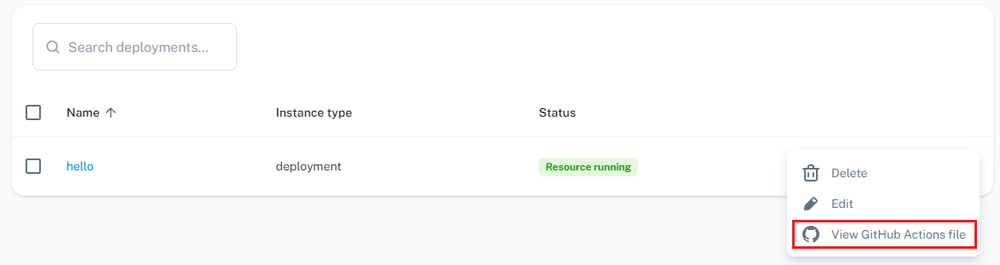 Search deployments...
Name Instance type Status
hello deployment Resource running
Delete
Edit
View GitHub Actions file